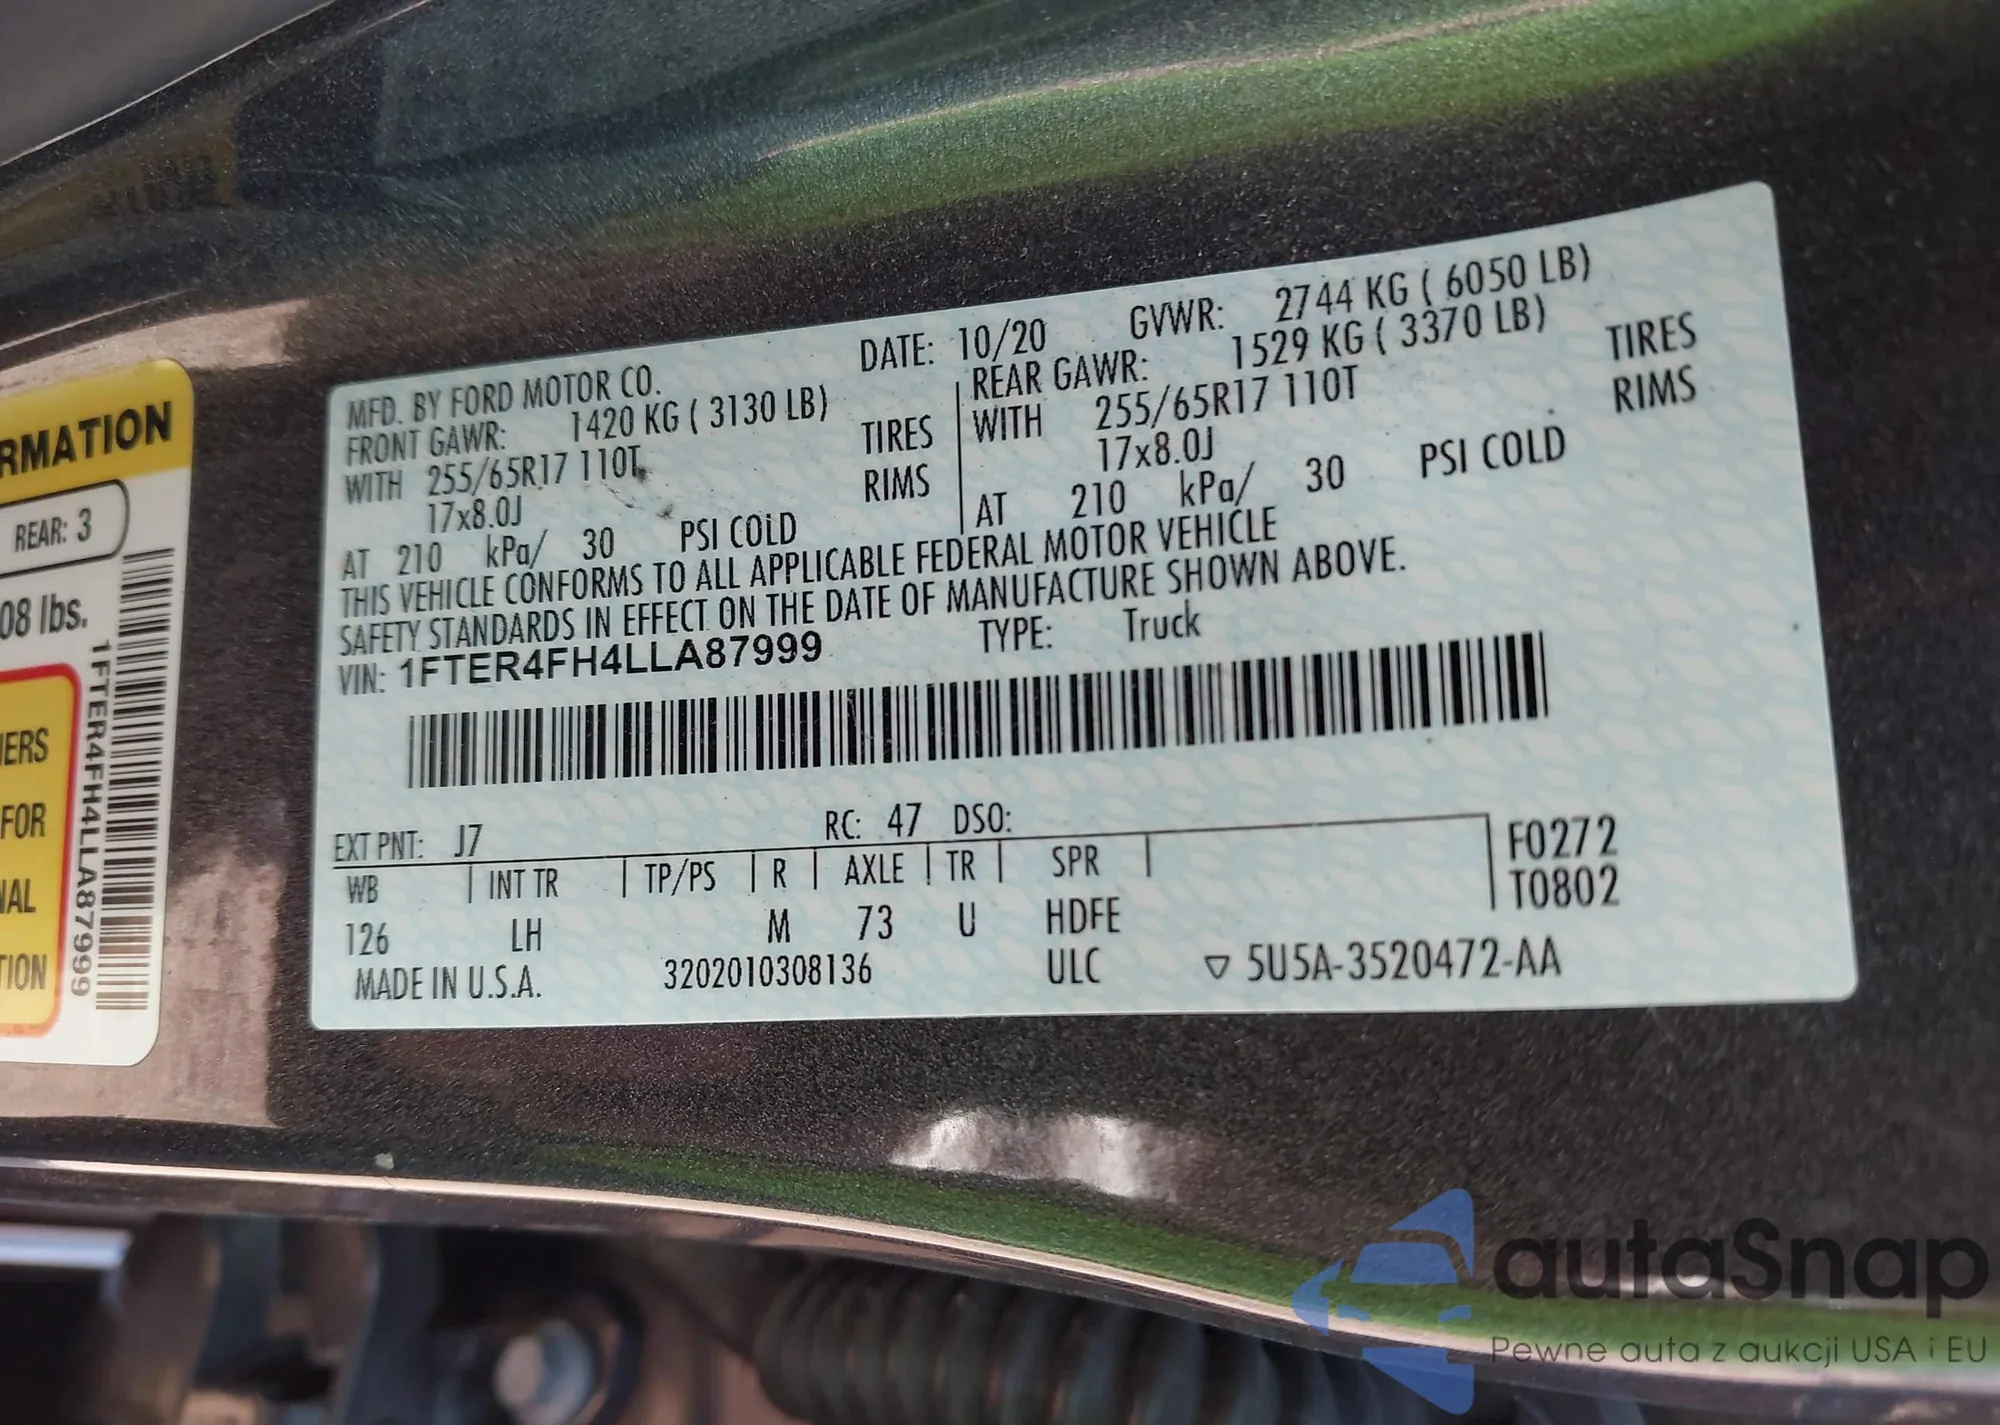 RMATION
REAR: 3
08 lbs.
IERS
FOR
NAL
TION
1FTER4FH4LLA87999
MFD. BY FORD MOTOR CO. DATE: 10/20 GVWR: 2744 KG ( 6050 LB)
FRONT GAWR: 1420 KG ( 3130 LB) REAR GAWR: 1529 KG ( 3370 LB)
WITH 255/65R17 110T TIRES WITH 255/65R17 110T TIRES
17x8.0J RIMS 17x8.0J RIMS
AT 210 kPa/ 30 PSI COLD AT 210 kPa/ 30 PSI COLD
THIS VEHICLE CONFORMS TO ALL APPLICABLE FEDERAL MOTOR VEHICLE
SAFETY STANDARDS IN EFFECT ON THE DATE OF MANUFACTURE SHOWN ABOVE.
VIN: 1FTER4FH4LLA87999 TYPE: Truck
EXT PNT: J7 RC: 47 DSO:
WB INT TR TP/PS R AXLE TR SPR F0272
126 LH M 73 U HDFE T0802
MADE IN U.S.A. 3202010308136 ULC ▽ 5U5A-3520472-AA
autaSnap
Pewne auta z aukcji USA i EU